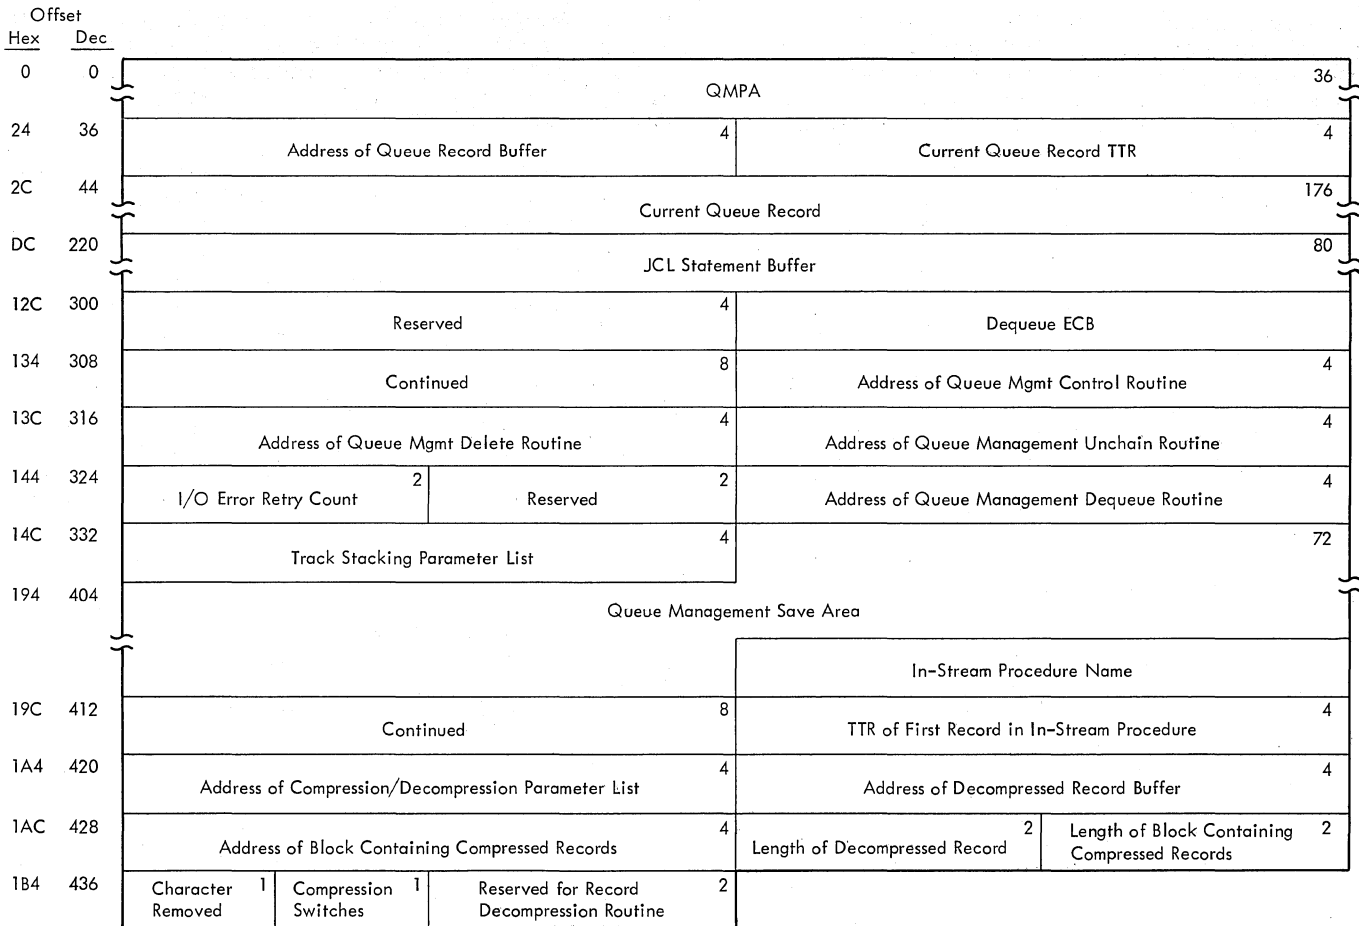 Offset
Hex Dec
0 0 QMPA 36
24 36 Address of Queue Record Buffer 4 Current Queue Record TTR 4
2C 44 Current Queue Record 176
DC 220 JCL Statement Buffer 80
12C 300 Reserved 4 Dequeue ECB
134 308 Continued 8 Address of Queue Mgmt Control Routine 4
13C 316 Address of Queue Mgmt Delete Routine 4 Address of Queue Management Unchain Routine 4
144 324 I/O Error Retry Count 2 Reserved 2 Address of Queue Management Dequeue Routine 4
14C 332 Track Stacking Parameter List 4 72
194 404 Queue Management Save Area
In-Stream Procedure Name
19C 412 Continued 8 TTR of First Record in In-Stream Procedure 4
1A4 420 Address of Compression/Decompression Parameter List 4 Address of Decompressed Record Buffer 4
1AC 428 Address of Block Containing Compressed Records 4 Length of Decompressed Record 2 Length of Block Containing 2
Compressed Records
1B4 436 Character 1 Compression 1 Reserved for Record 2
Removed Switches Decompression Routine